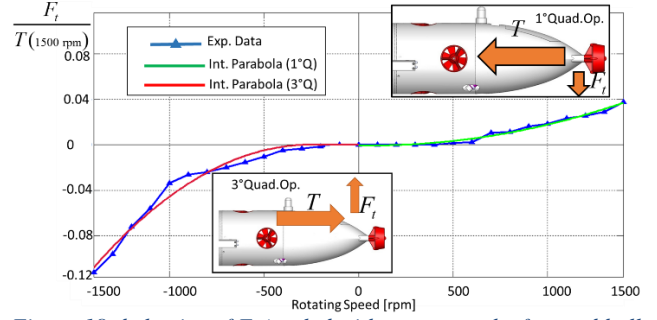 F_t
T(1500 rpm)
Exp. Data
Int. Parabola (1°Q)
Int. Parabola (3°Q)
T
1°Quad.Op.
F_t
0.08
0.04
0
-0.04
-0.08
-0.12
3°Quad.Op.
T
F_t
-1500 -1000 -500 0 500 1000 1500
Rotating Speed [rpm]